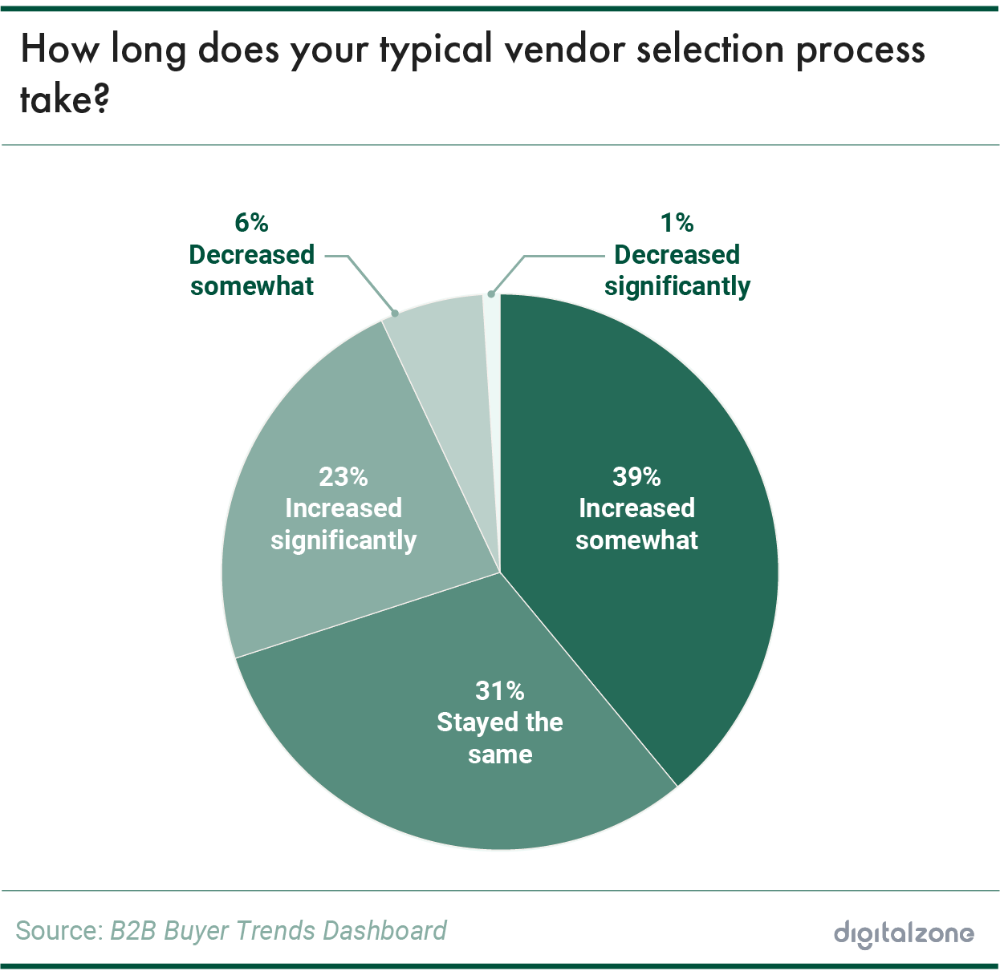 How long does your typical vendor selection process
take?
6%
Decreased
somewhat
1%
Decreased
significantly
23%
Increased
significantly
39%
Increased
somewhat
31%
Stayed the
same
Source: B2B Buyer Trends Dashboard
digitalzone